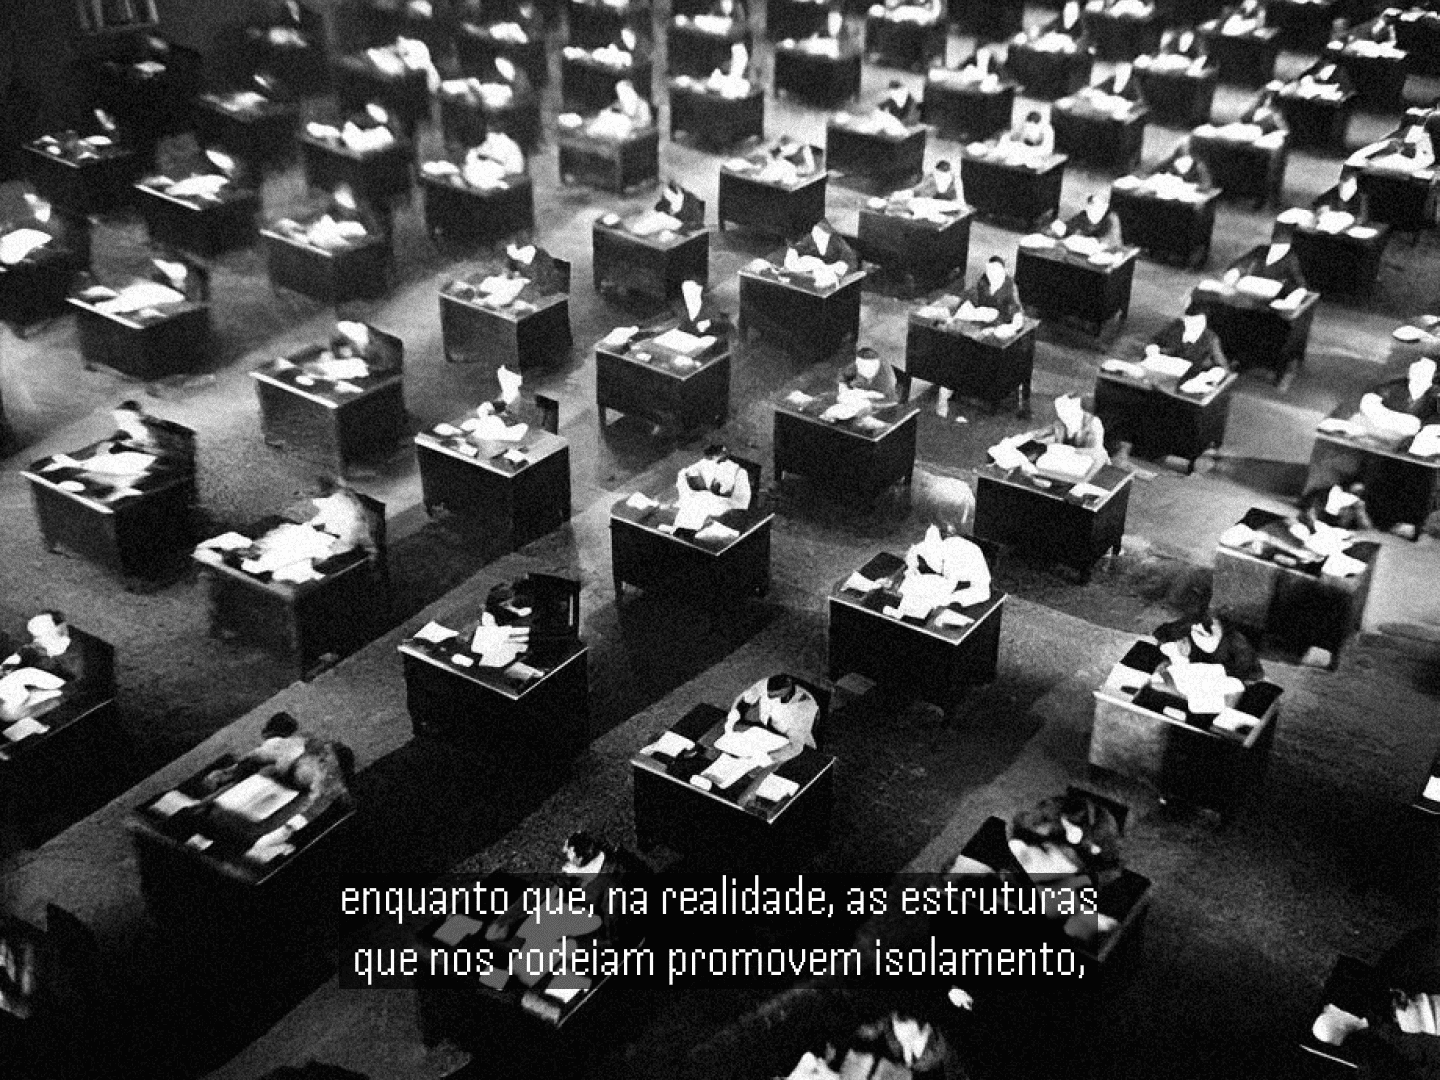 enquanto que, na realidade, as estruturas
que nos rodeiam promovem isolamento,